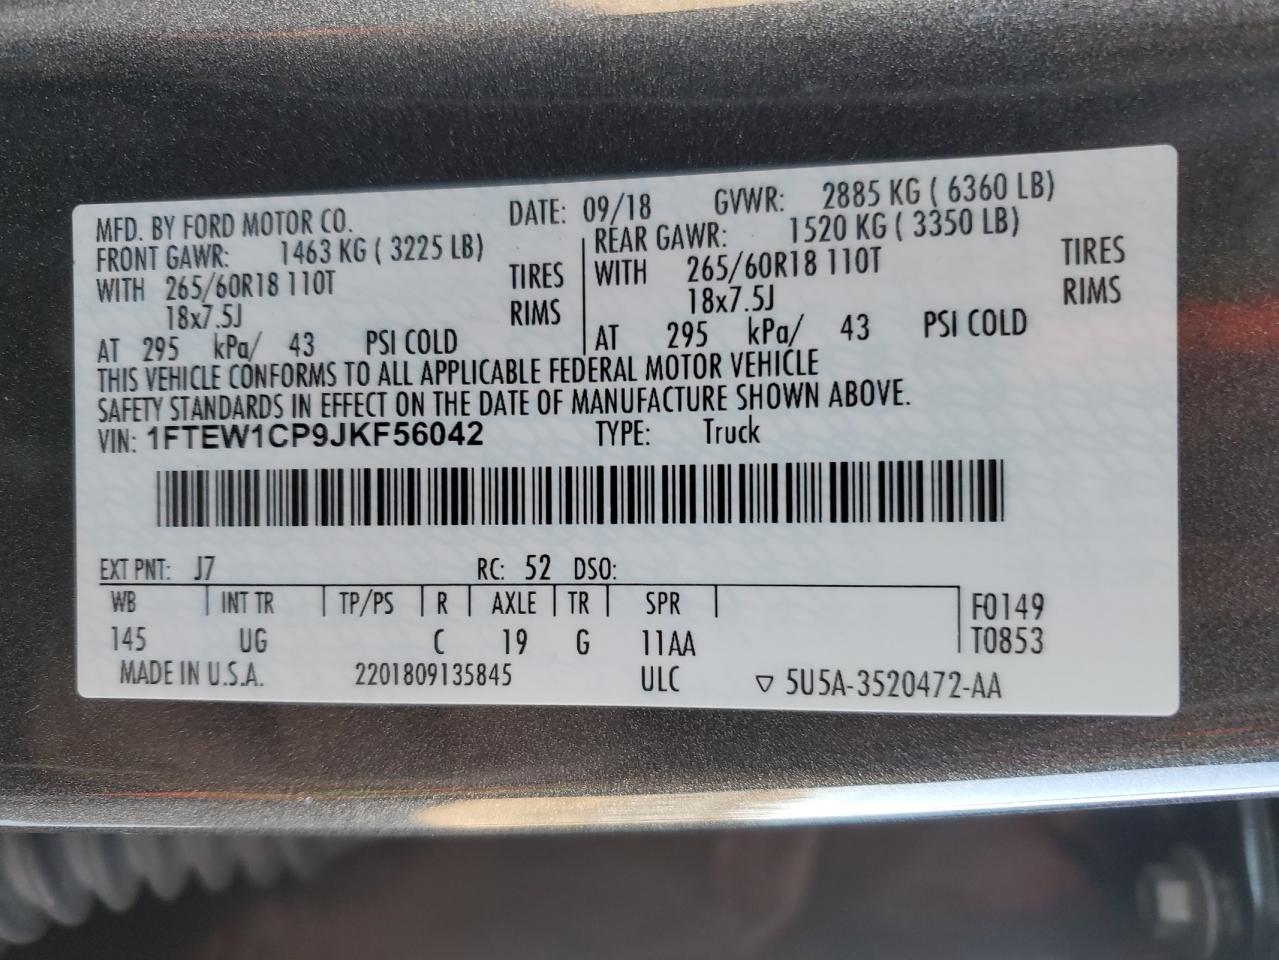 MFD. BY FORD MOTOR CO. DATE: 09/18 GVWR: 2885 KG ( 6360 LB)
FRONT GAWR: 1463 KG ( 3225 LB) REAR GAWR: 1520 KG ( 3350 LB)
WITH 265/60R18 110T TIRES WITH 265/60R18 110T TIRES
18x7.5J RIMS 18x7.5J RIMS
AT 295 kPa/ 43 PSI COLD AT 295 kPa/ 43 PSI COLD
THIS VEHICLE CONFORMS TO ALL APPLICABLE FEDERAL MOTOR VEHICLE
SAFETY STANDARDS IN EFFECT ON THE DATE OF MANUFACTURE SHOWN ABOVE.
VIN: 1FTEW1CP9JKF56042 TYPE: Truck
EXT PNT: J7 RC: 52 DSO:
WB INT TR TP/PS R AXLE TR SPR F0149
145 UG C 19 G 11AA T0853
MADE IN U.S.A. 2201809135845 ULC ▽ 5U5A-3520472-AA